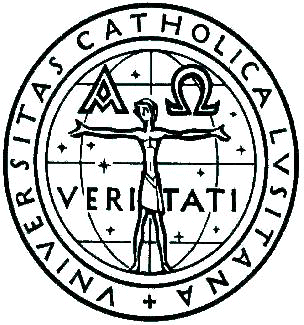 VNIVERSITAS CATHOLICA LVSITANA +
Α Ω
VERITATI